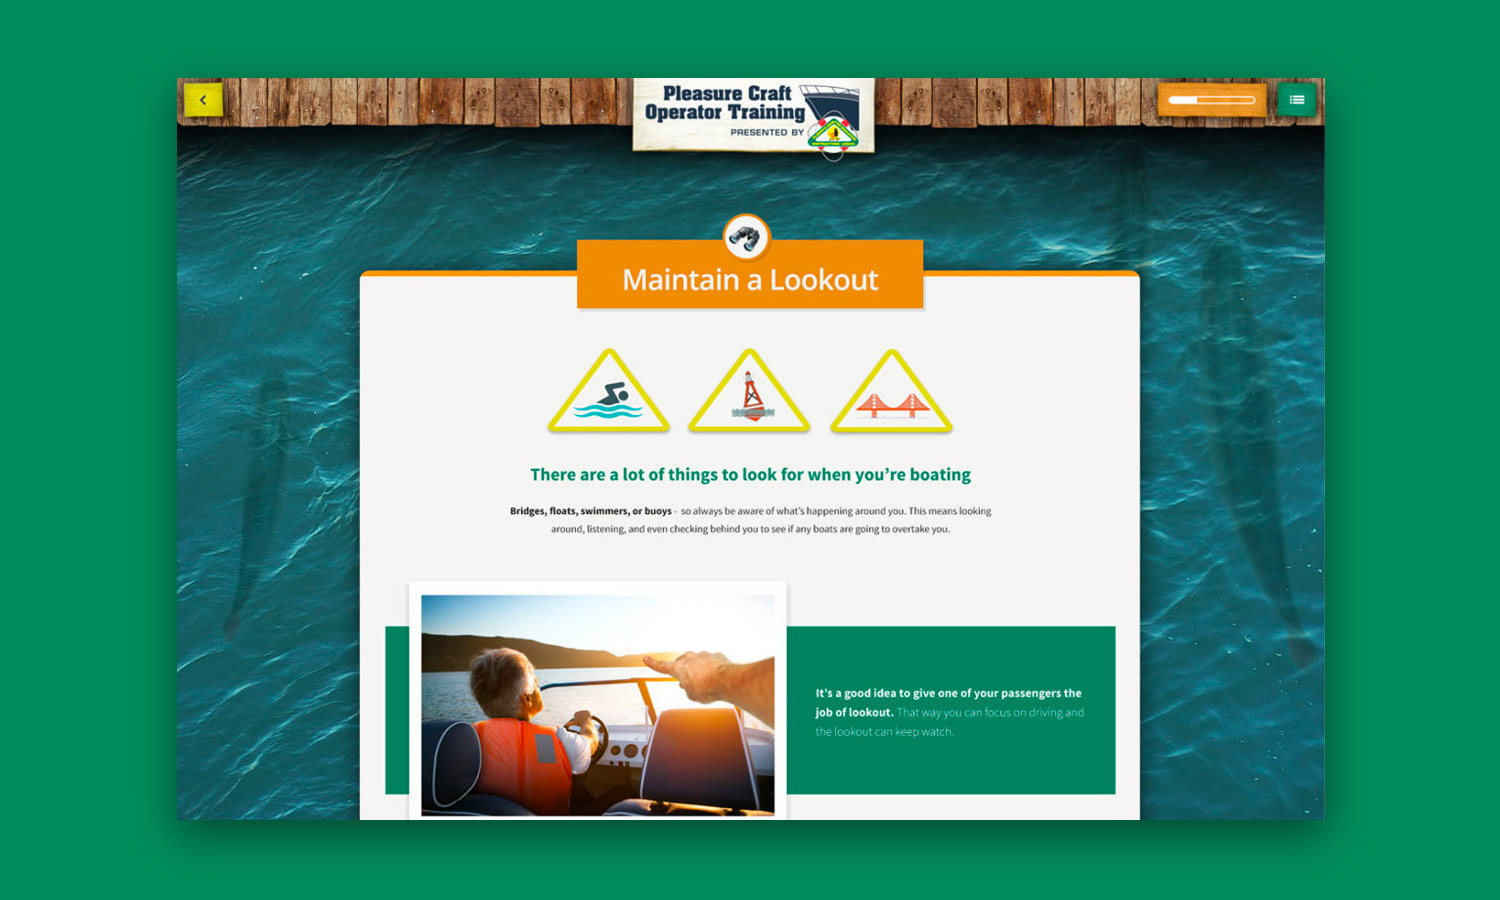 Pleasure Craft
Operator Training
PRESENTED BY
Maintain a Lookout
There are a lot of things to look for when you’re boating
Bridges, floats, swimmers, or buoys - so always be aware of what’s happening around you. This means looking
around, listening, and even checking behind you to see if any boats are going to overtake you.
It’s a good idea to give one of your passengers the
job of lookout. That way you can focus on driving and
the lookout can keep watch.